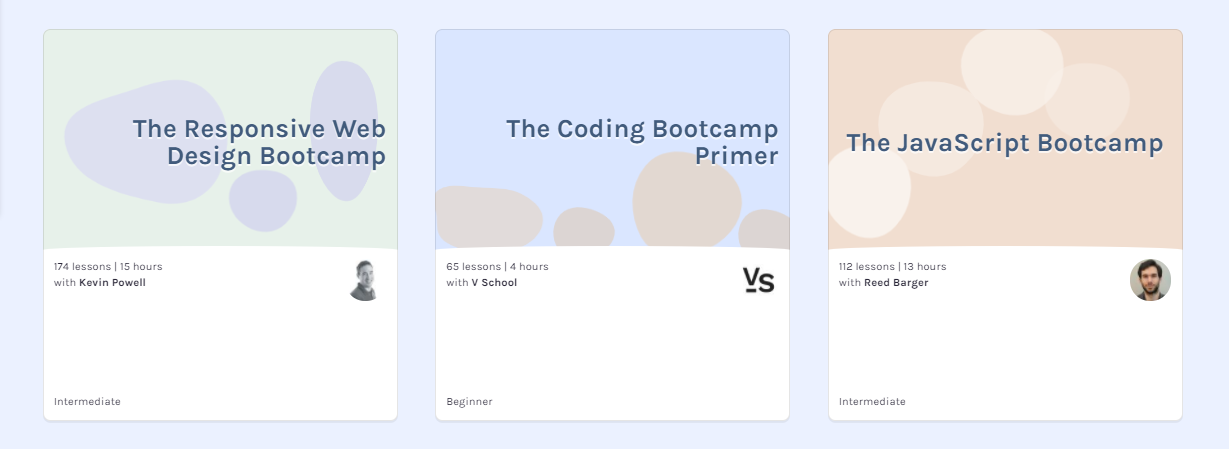 The Responsive Web
Design Bootcamp
174 lessons | 15 hours
with Kevin Powell
Intermediate
The Coding Bootcamp
Primer
65 lessons | 4 hours
with V School
VS
Beginner
The JavaScript Bootcamp
112 lessons | 13 hours
with Reed Barger
Intermediate